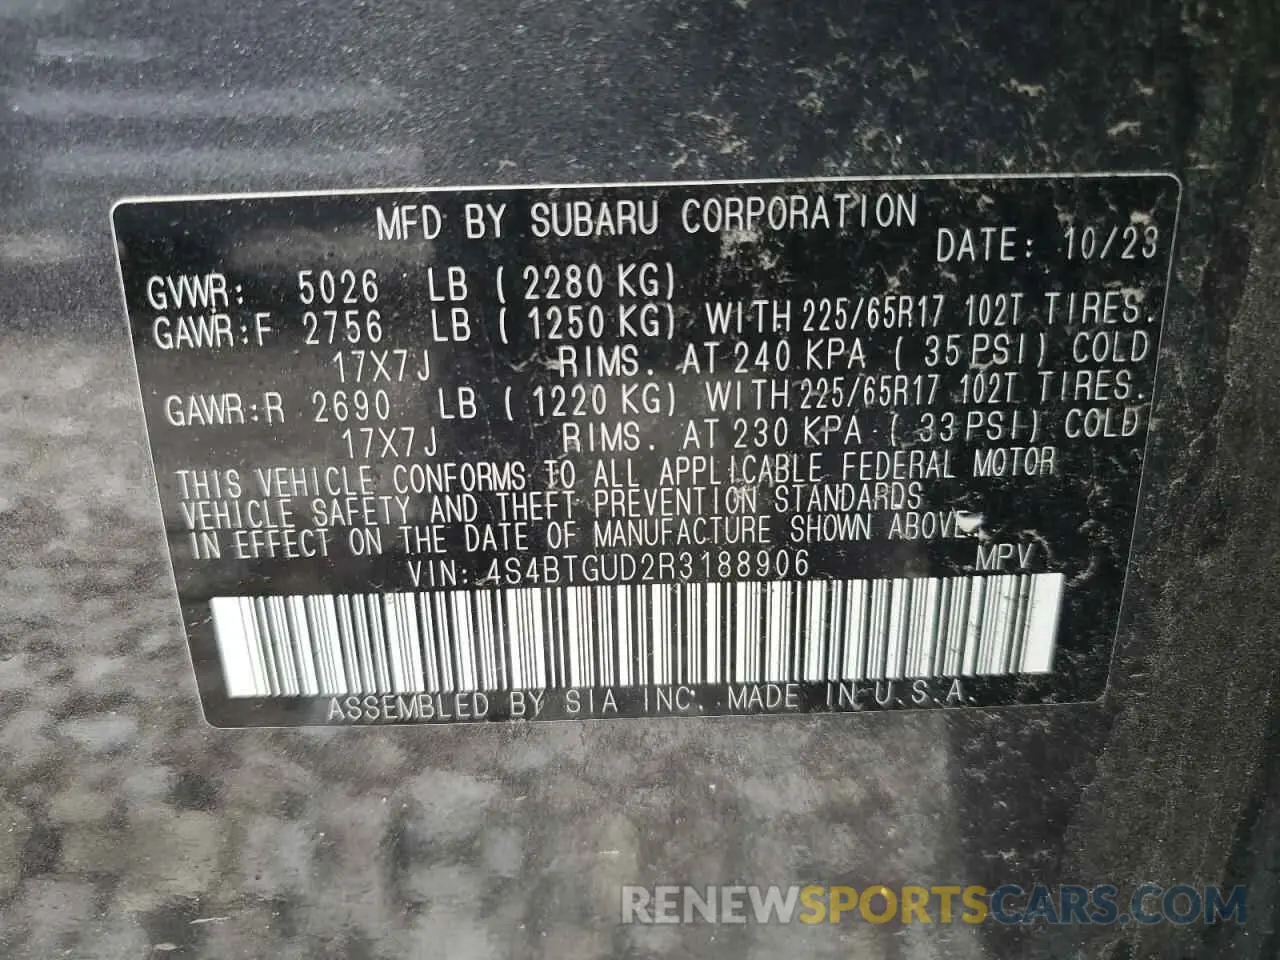 MFD BY SUBARU CORPORATION
DATE: 10/23
GVWR: 5026 LB ( 2280 KG)
GAWR:F 2756 LB ( 1250 KG) WITH 225/65R17 102T TIRES.
17X7J RIMS. AT 240 KPA ( 35 PSI) COLD
GAWR:R 2690 LB ( 1220 KG) WITH 225/65R17 102T TIRES.
17X7J RIMS. AT 230 KPA ( 33 PSI) COLD
THIS VEHICLE CONFORMS TO ALL APPLICABLE FEDERAL MOTOR
VEHICLE SAFETY AND THEFT PREVENTION STANDARDS
IN EFFECT ON THE DATE OF MANUFACTURE SHOWN ABOVE.
VIN: 4S4BTGUD2R3188906 MPV
ASSEMBLED BY SIA INC. MADE IN U.S.A.
RENEWSPORTSCARS.COM/23